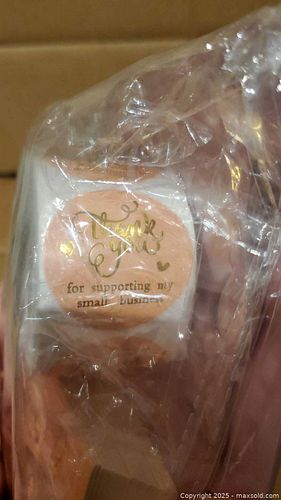 thank
you
for supporting my
small business
Copyright © 2025 - maxsold.com